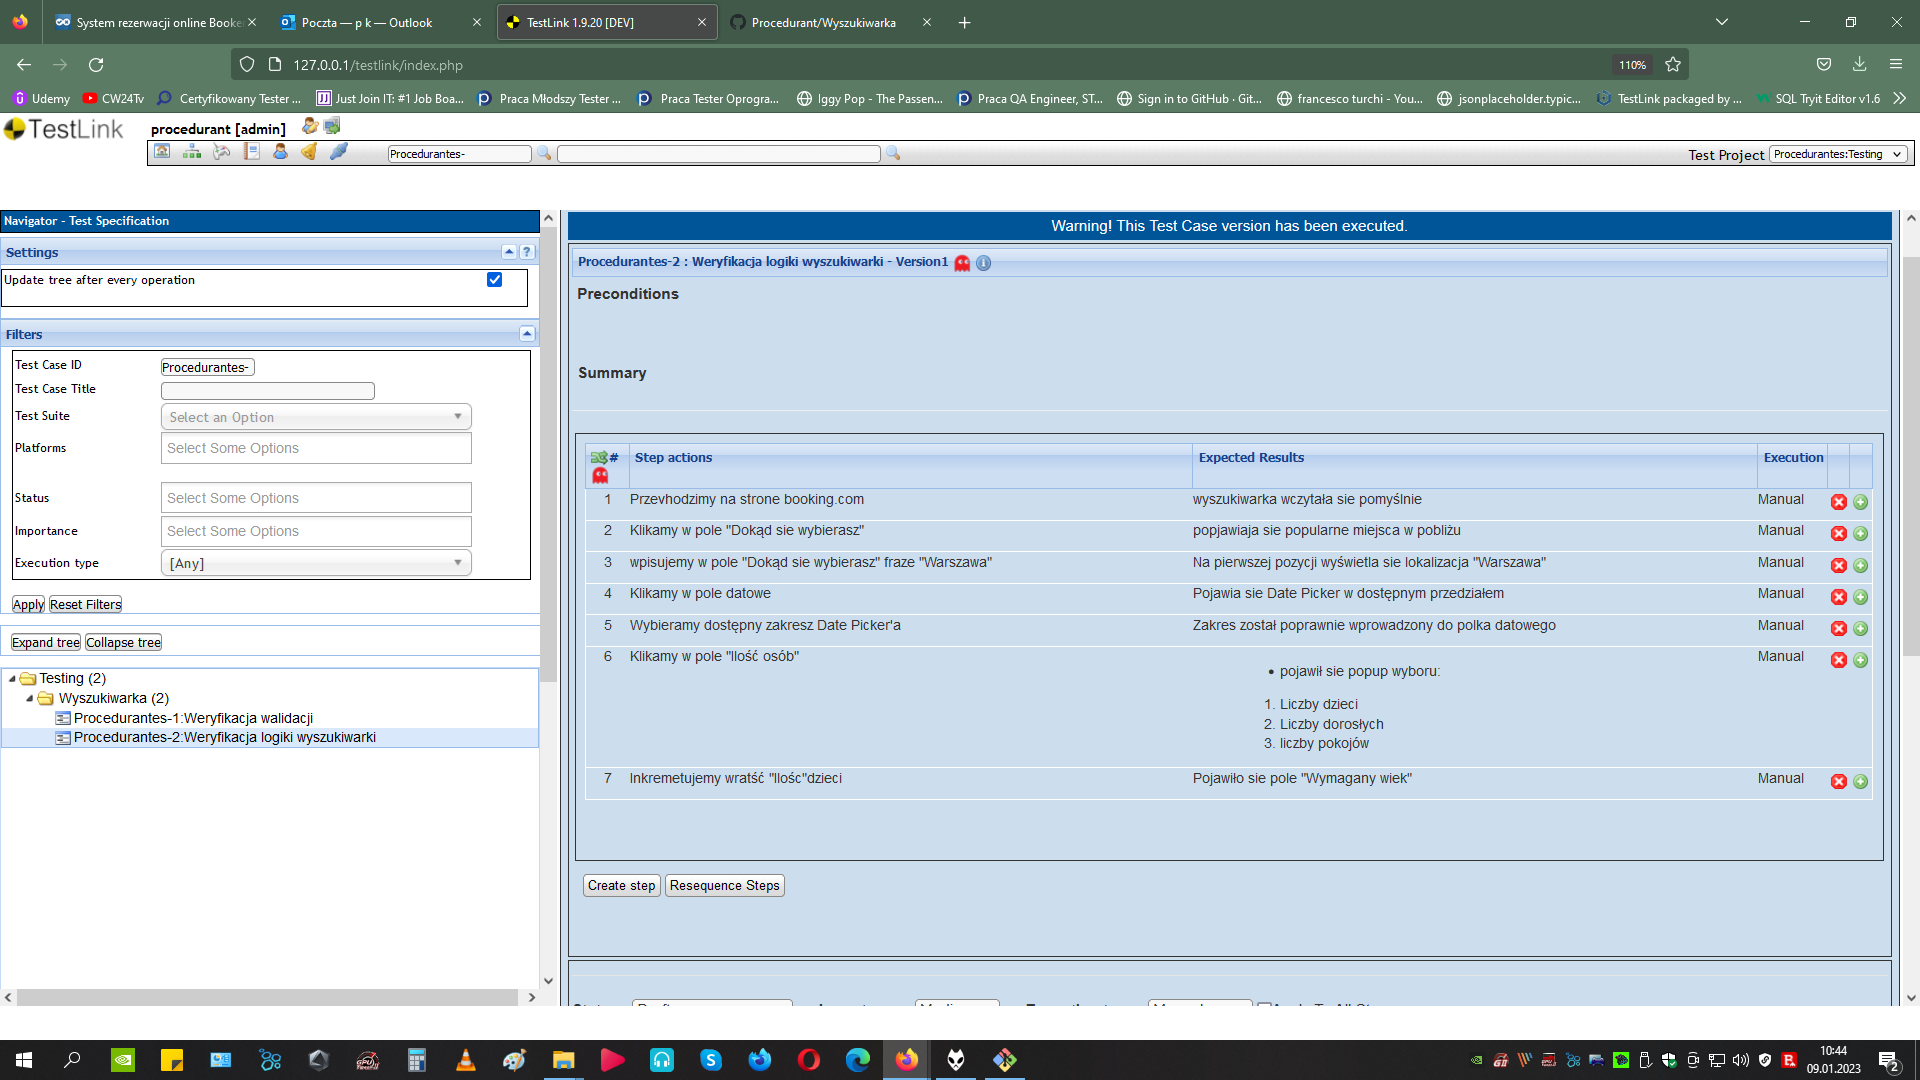 System rezerwacji online Booke
Poczta — p k — Outlook
TestLink 1.9.20 [DEV]
Procedurant/Wyszukiwarka
127.0.0.1/testlink/index.php
110%
Udemy
CW24Tv
Certyfikowany Tester ...
Just Join IT: #1 Job Boa...
Praca Młodszy Tester ...
Praca Tester Oprogra...
Iggy Pop - The Passen...
Praca QA Engineer, ST...
Sign in to GitHub · Git...
francesco turchi - You...
jsonplaceholder.typic...
TestLink packaged by ...
SQL Tryit Editor v1.6
TestLink
procedurant [admin]
Procedurantes-
Test Project
Procedurantes:Testing
Navigator - Test Specification
Settings
Update tree after every operation
Filters
Test Case ID
Procedurantes-
Test Case Title
Test Suite
Select an Option
Platforms
Select Some Options
Status
Select Some Options
Importance
Select Some Options
Execution type
[Any]
Apply
Reset Filters
Expand tree
Collapse tree
Testing (2)
Wyszukiwarka (2)
Procedurantes-1:Weryfikacja walidacji
Procedurantes-2:Weryfikacja logiki wyszukiwarki
Warning! This Test Case version has been executed.
Procedurantes-2 : Weryfikacja logiki wyszukiwarki - Version1
Preconditions
Summary
# Step actions Expected Results Execution
1 Przevhodzimy na strone booking.com wyszukiwarka wczytała sie pomyślnie Manual
2 Klikamy w pole "Dokąd sie wybierasz" popjawiaja sie popularne miejsca w pobliżu Manual
3 wpisujemy w pole "Dokąd sie wybierasz" fraze "Warszawa" Na pierwszej pozycji wyświetla sie lokalizacja "Warszawa" Manual
4 Klikamy w pole datowe Pojawia sie Date Picker w dostępnym przedziałem Manual
5 Wybieramy dostępny zakresz Date Picker'a Zakres został poprawnie wprowadzony do polka datowego Manual
6 Klikamy w pole "Ilość osób" Manual
• pojawił sie popup wyboru:
1. Liczby dzieci
2. Liczby dorosłych
3. liczby pokojów
7 Inkremetujemy wratść "Ilośc"dzieci Pojawiło sie pole "Wymagany wiek" Manual
Create step
Resequence Steps
10:44
09.01.2023
2